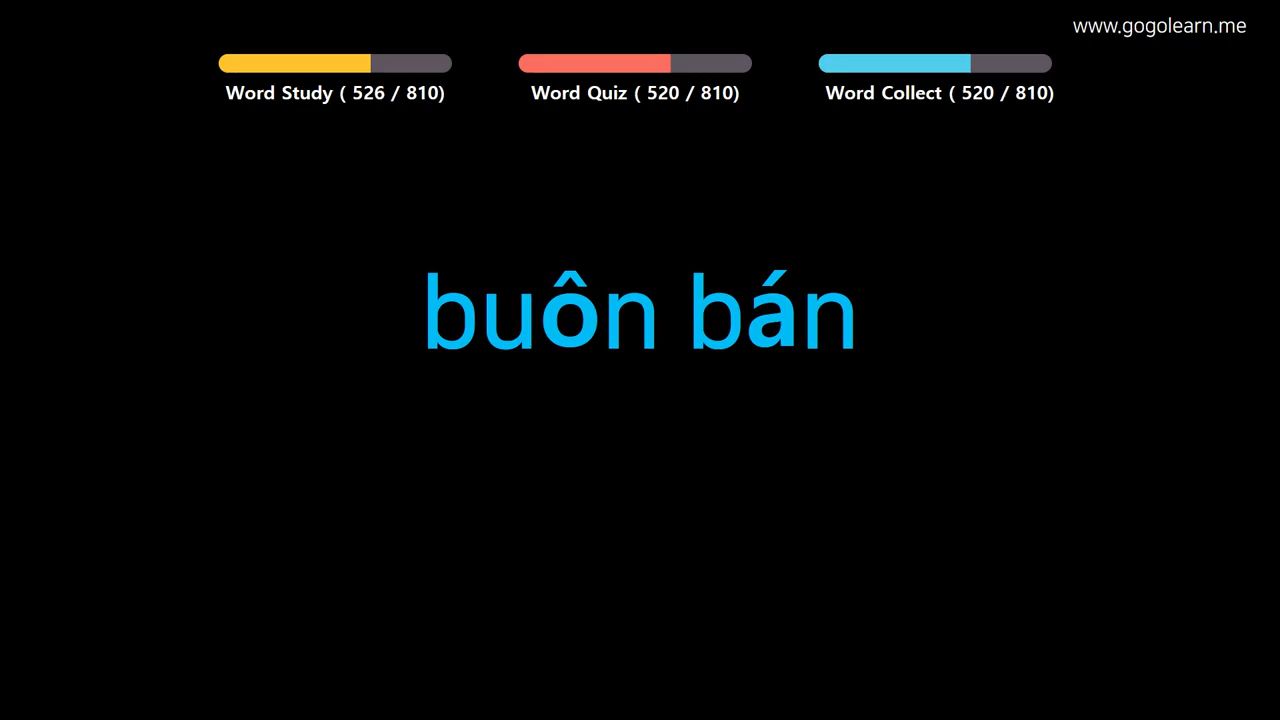 www.gogolearn.me
Word Study ( 526 / 810)
Word Quiz ( 520 / 810)
Word Collect ( 520 / 810)
buôn bán